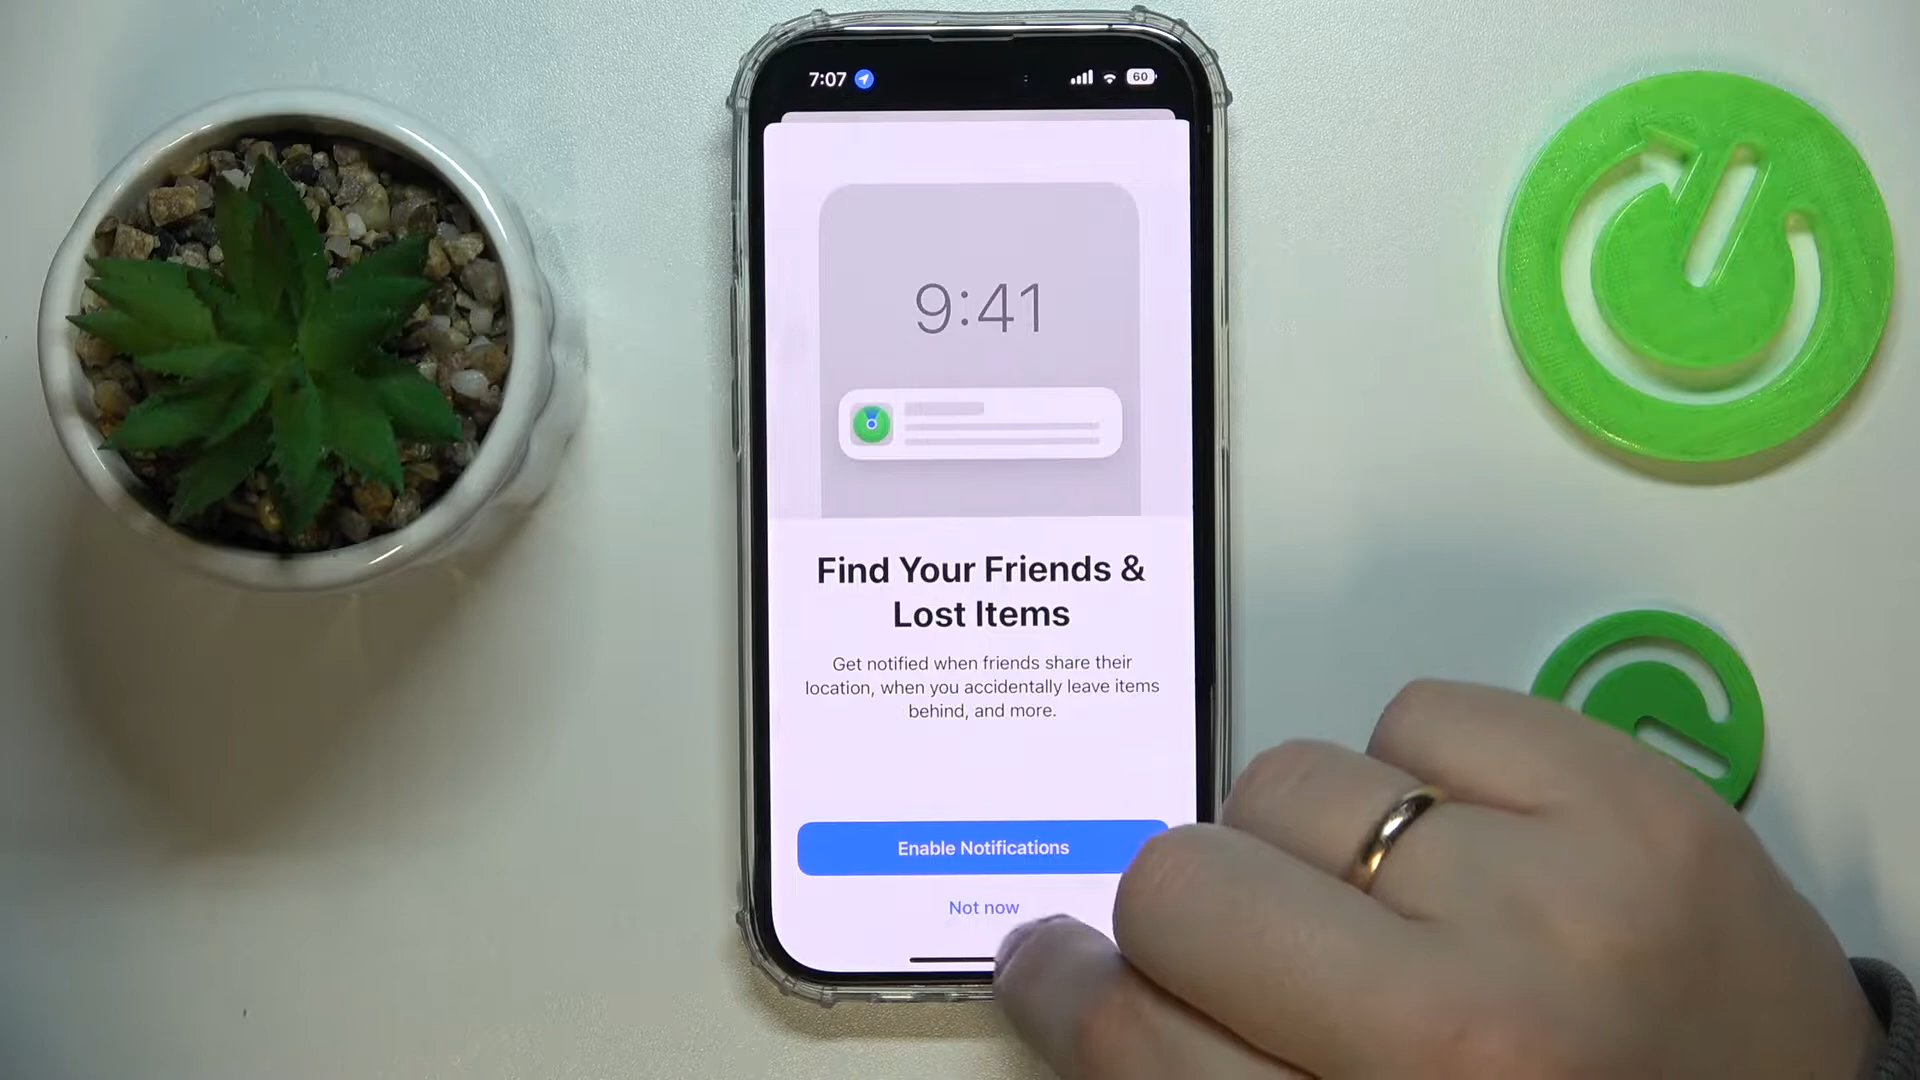 7:07
60
9:41
Find Your Friends &
Lost Items
Get notified when friends share their
location, when you accidentally leave items
behind, and more.
Enable Notifications
Not now